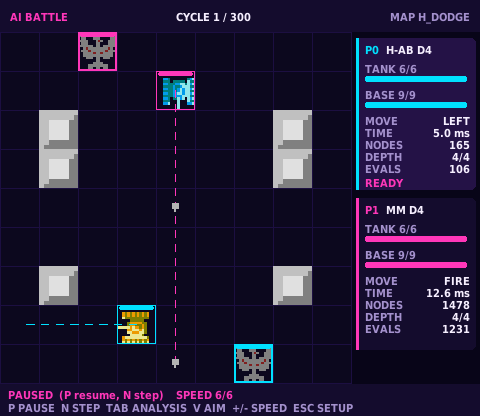 AI BATTLE CYCLE 1 / 300 MAP H_DODGE
P0 H-AB D4
TANK 6/6
BASE 9/9
MOVE LEFT
TIME 5.0 ms
NODES 165
DEPTH 4/4
EVALS 106
READY
P1 MM D4
TANK 6/6
BASE 9/9
MOVE FIRE
TIME 12.6 ms
NODES 1478
DEPTH 4/4
EVALS 1231
PAUSED (P resume, N step) SPEED 6/6
P PAUSE N STEP TAB ANALYSIS V AIM +/- SPEED ESC SETUP